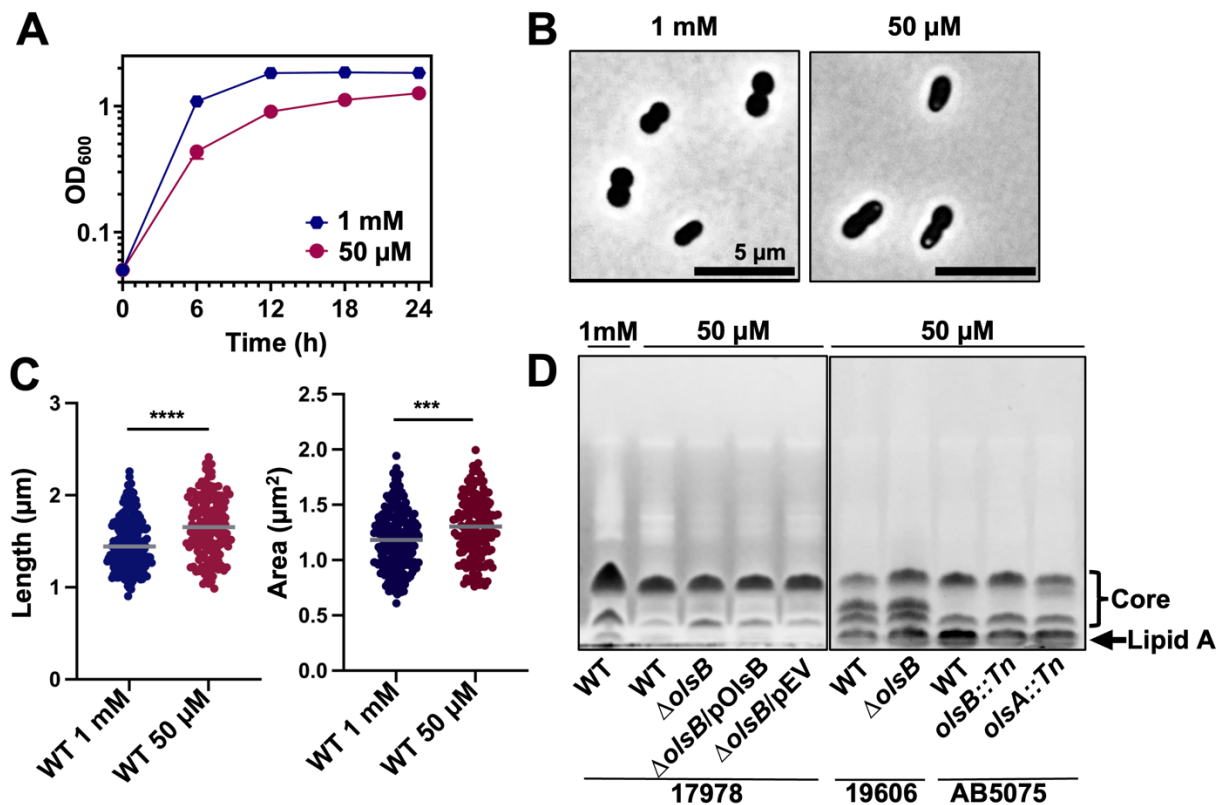 A
OD600
1
0.1
1 mM
50 µM
0 6 12 18 24
Time (h)
B
1 mM
50 µM
5 µm
C
Length (µm)
3
2
1
0
****
WT 1 mM
WT 50 µM
Area (µm²)
2.5
2.0
1.5
1.0
0.5
0.0
***
WT 1 mM
WT 50 µM
D
1mM 50 µM 50 µM
Core
Lipid A
WT
WT
ΔolsB
ΔolsB/pOlsB
ΔolsB/pEV
WT
ΔolsB
WT
olsB::Tn
olsA::Tn
17978 19606 AB5075